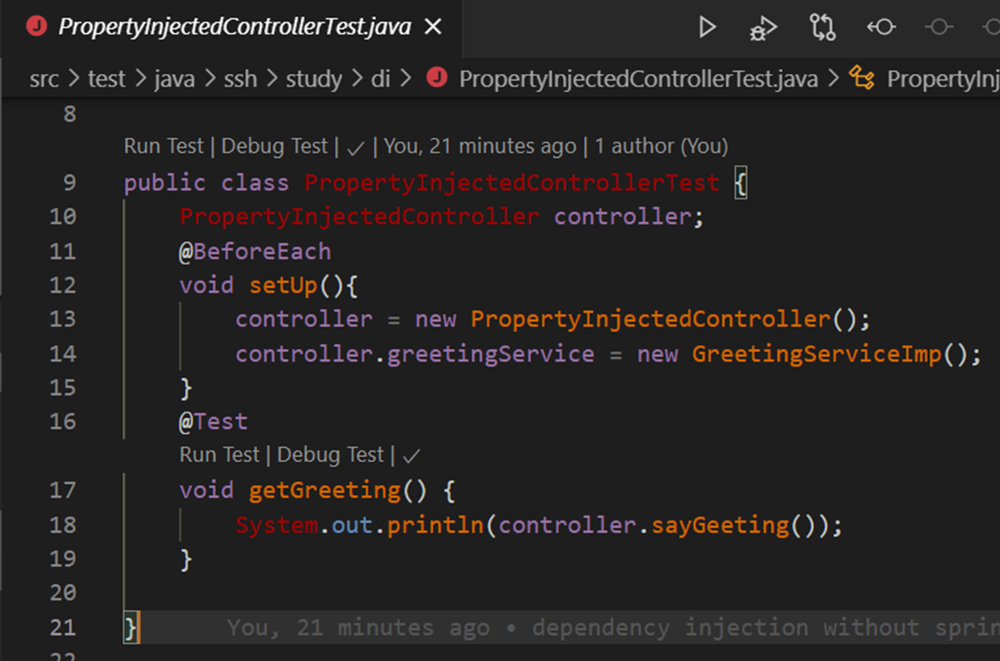 PropertyInjectedControllerTest.java ×
src > test > java > ssh > study > di > PropertyInjectedControllerTest.java > PropertyInj
8
Run Test | Debug Test | ✓ | You, 21 minutes ago | 1 author (You)
9 public class PropertyInjectedControllerTest {
10 PropertyInjectedController controller;
11 @BeforeEach
12 void setUp(){
13 controller = new PropertyInjectedController();
14 controller.greetingService = new GreetingServiceImp();
15 }
16 @Test
Run Test | Debug Test | ✓
17 void getGreeting() {
18 System.out.println(controller.sayGeeting());
19 }
20
21 } You, 21 minutes ago • dependency injection without sprin
22